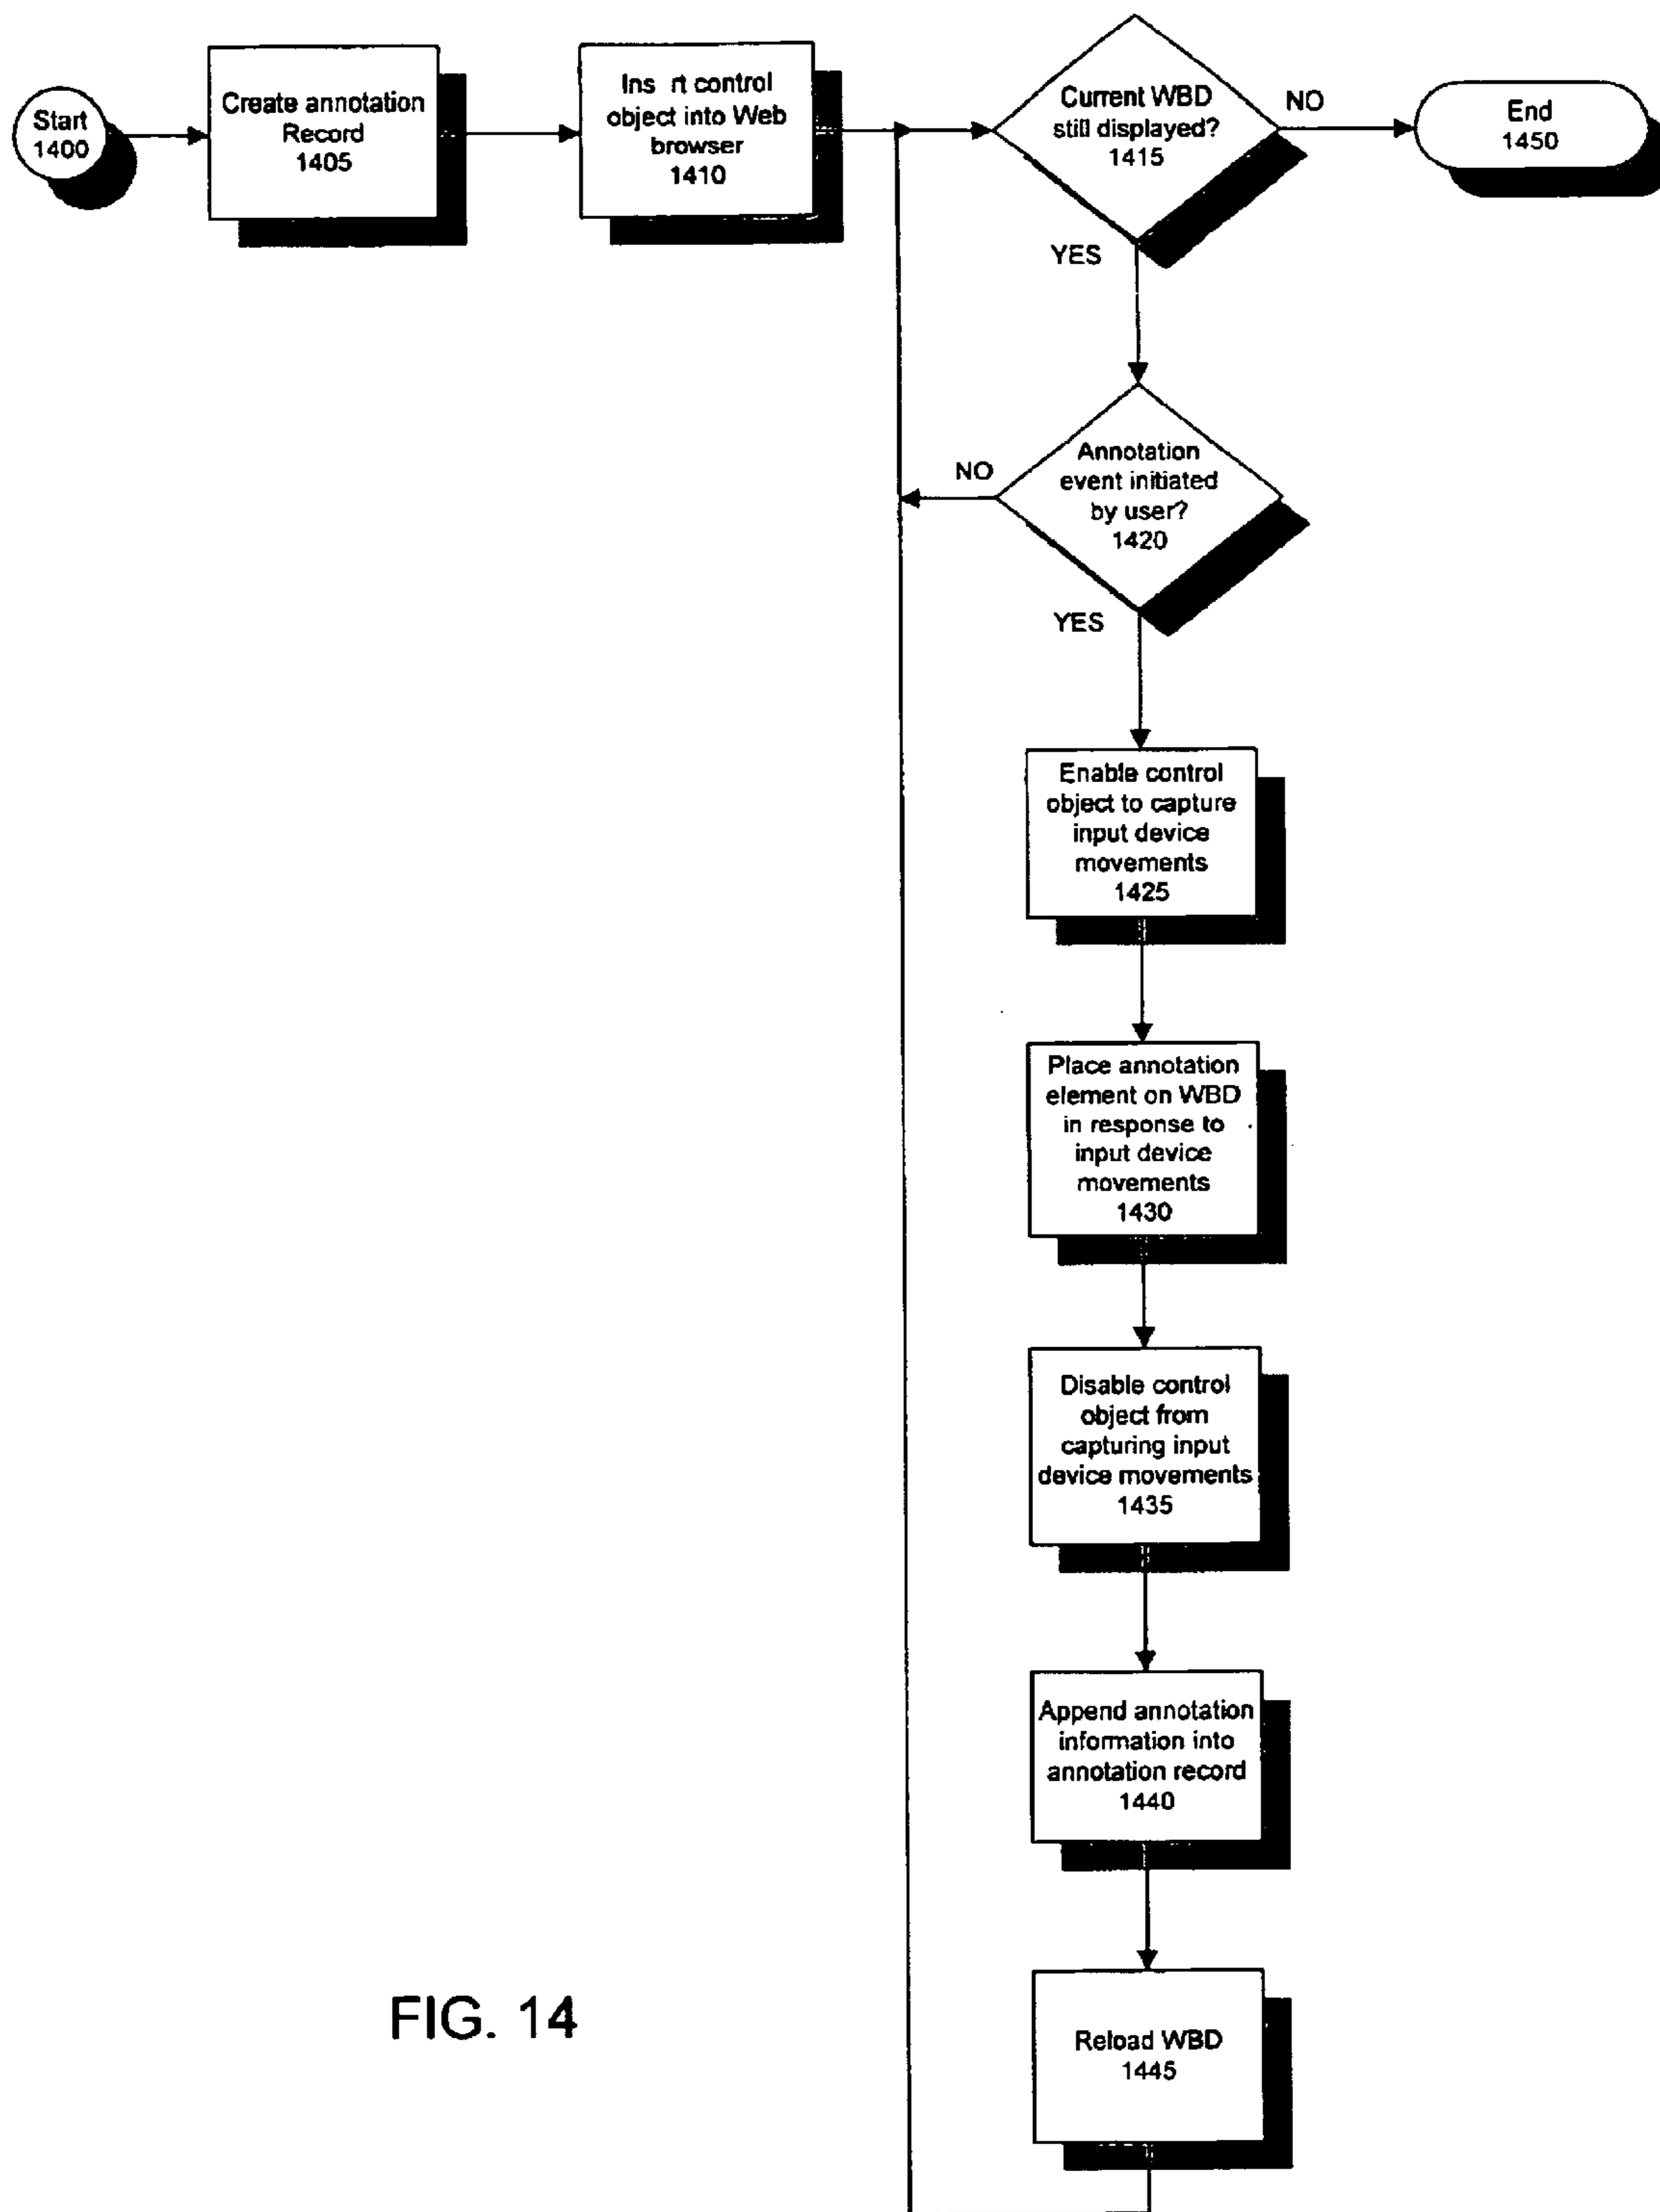 Start
1400
Create annotation
Record
1405
Ins rt control
object into Web
browser
1410
Current WBD
still displayed?
1415
NO
End
1450
YES
Annotation
event initiated
by user?
1420
NO
YES
Enable control
object to capture
input device
movements
1425
Place annotation
element on WBD
in response to
input device
movements
1430
Disable control
object from
capturing input
device movements
1435
Append annotation
information into
annotation record
1440
Reload WBD
1445
FIG. 14